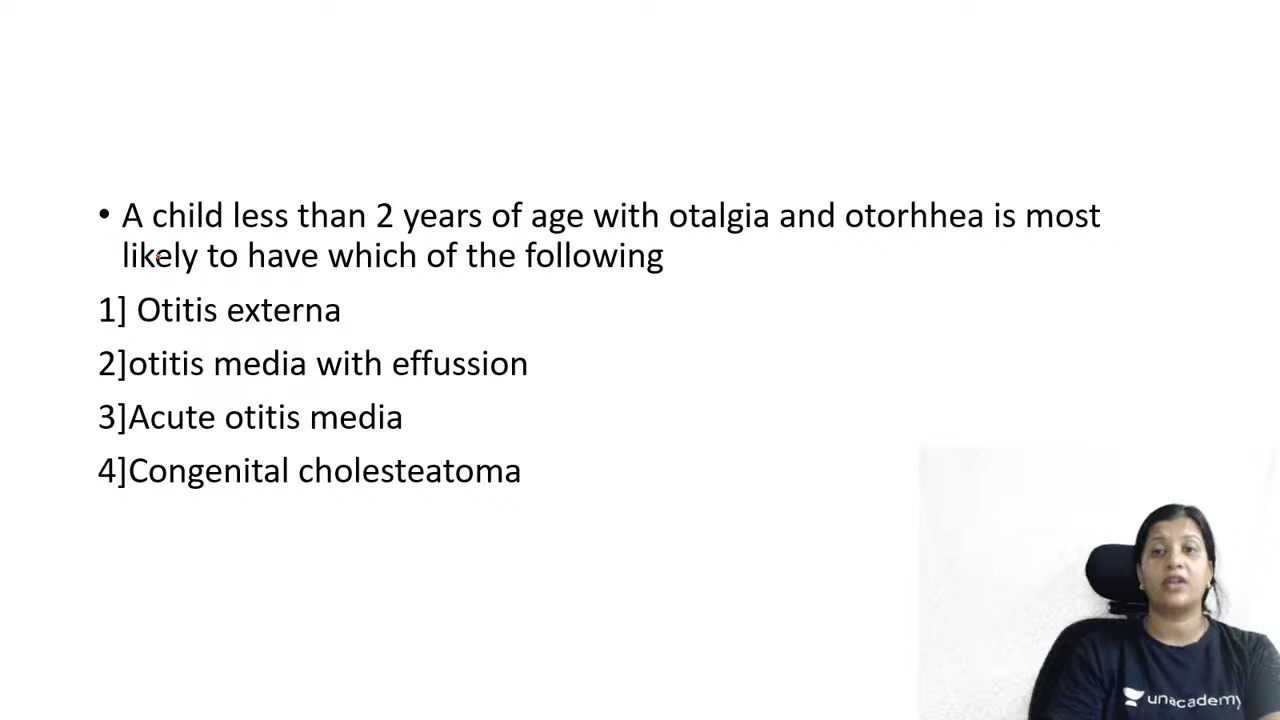 • A child less than 2 years of age with otalgia and otorhhea is most
likely to have which of the following
1] Otitis externa
2]otitis media with effussion
3]Acute otitis media
4]Congenital cholesteatoma
unacademy